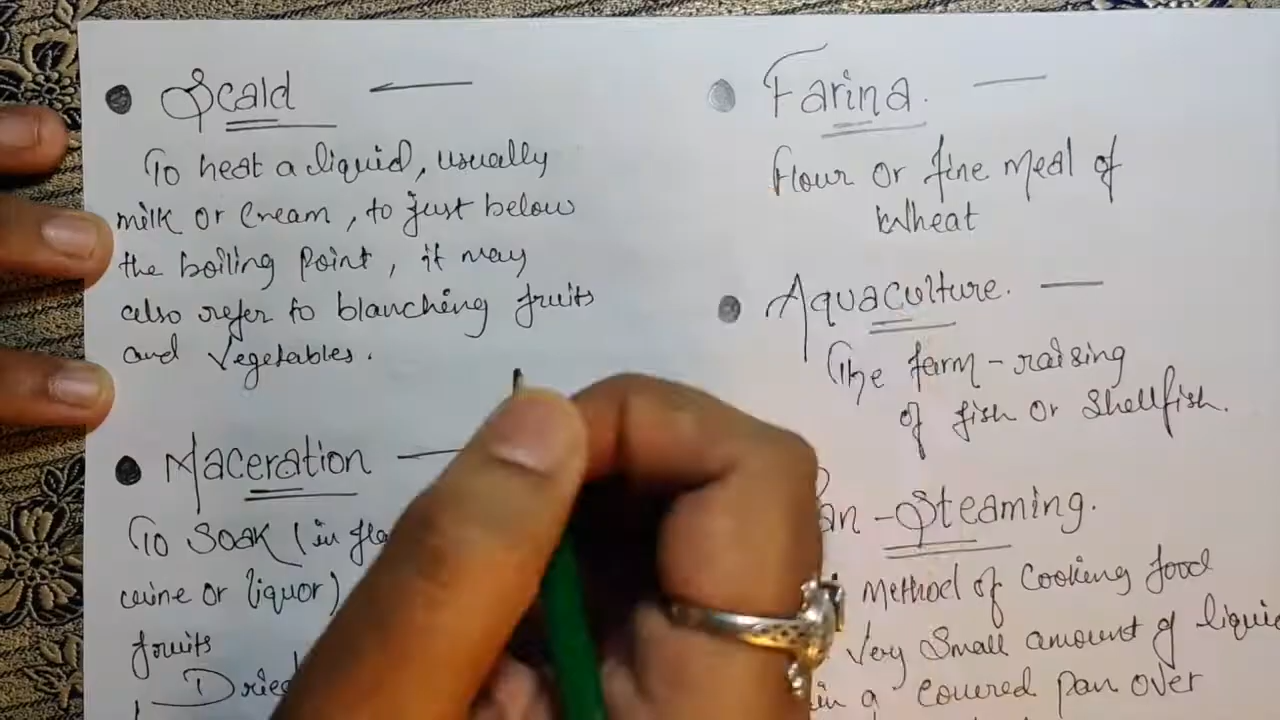 Scald —
To heat a liquid, usually
milk or Cream, to just below
the boiling point, it may
also refer to blanching fruits
and Vegetables.
Maceration —
To Soak (in
wine or liquor)
fruits
Dried
Farina. —
Flour or fine meal of
Wheat
Aquaculture. —
The farm-raising
of fish or Shellfish.
-Steaming.
Method of Cooking food
Very Small amount of
in a Covered pan over